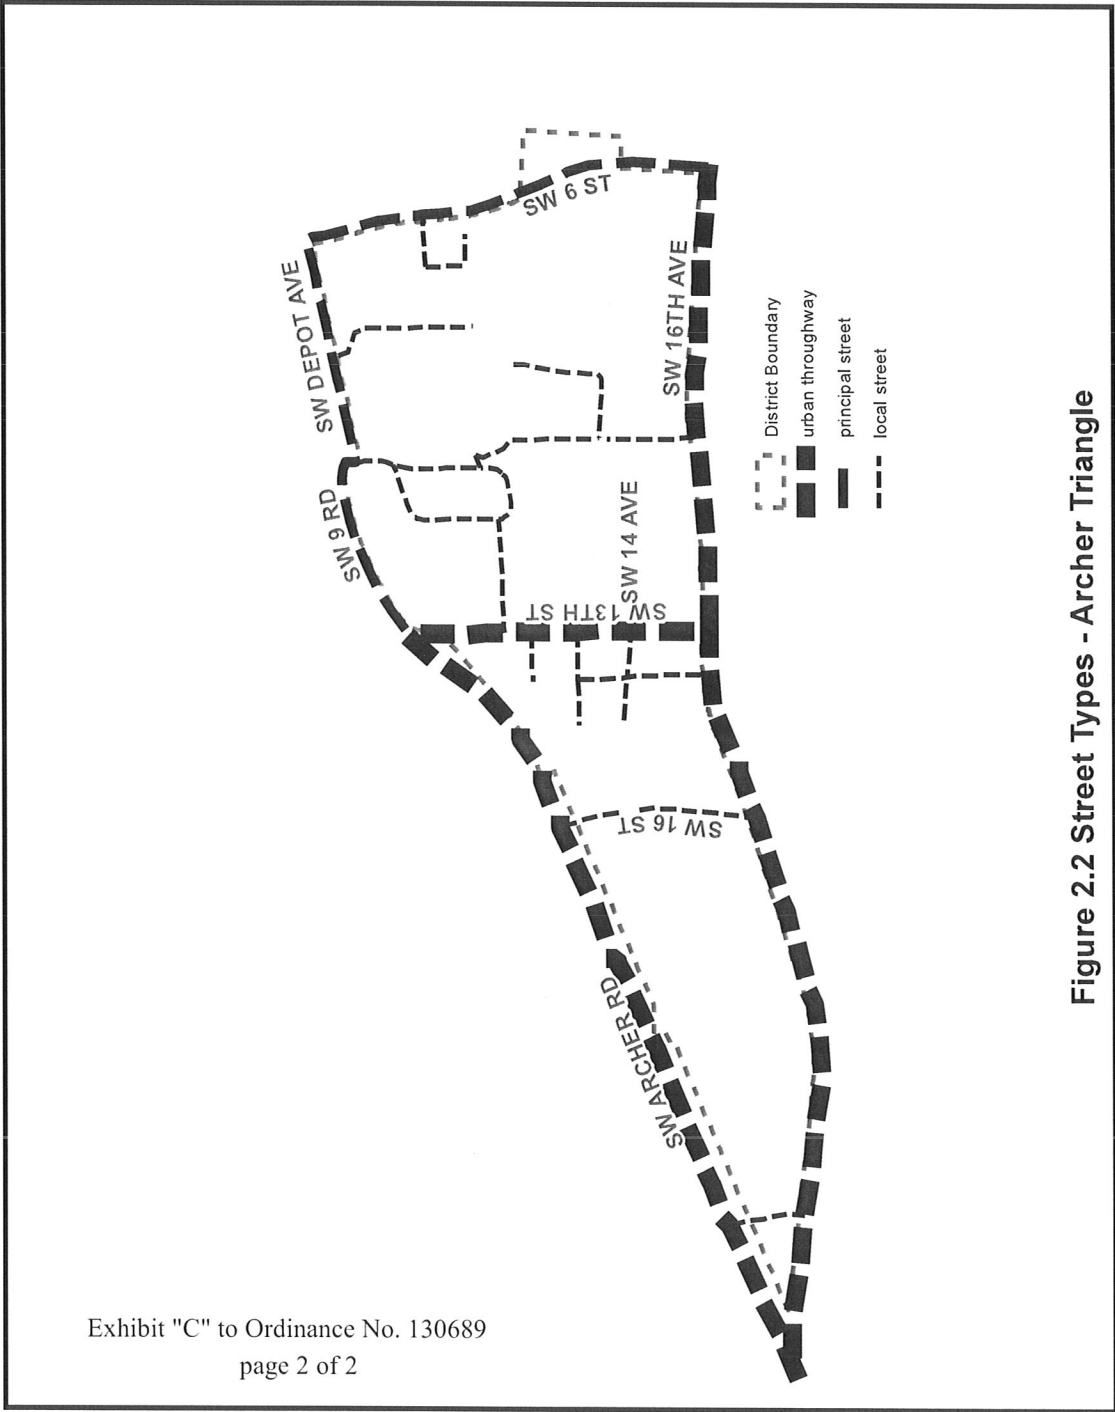 SW 6 ST
SW DEPOT AVE
SW 16TH AVE
SW 9 RD
SW 14 AVE
SW 13TH ST
SW 16 ST
SW ARCHER RD
District Boundary
urban throughway
principal street
local street
Figure 2.2 Street Types - Archer Triangle
Exhibit "C" to Ordinance No. 130689
page 2 of 2